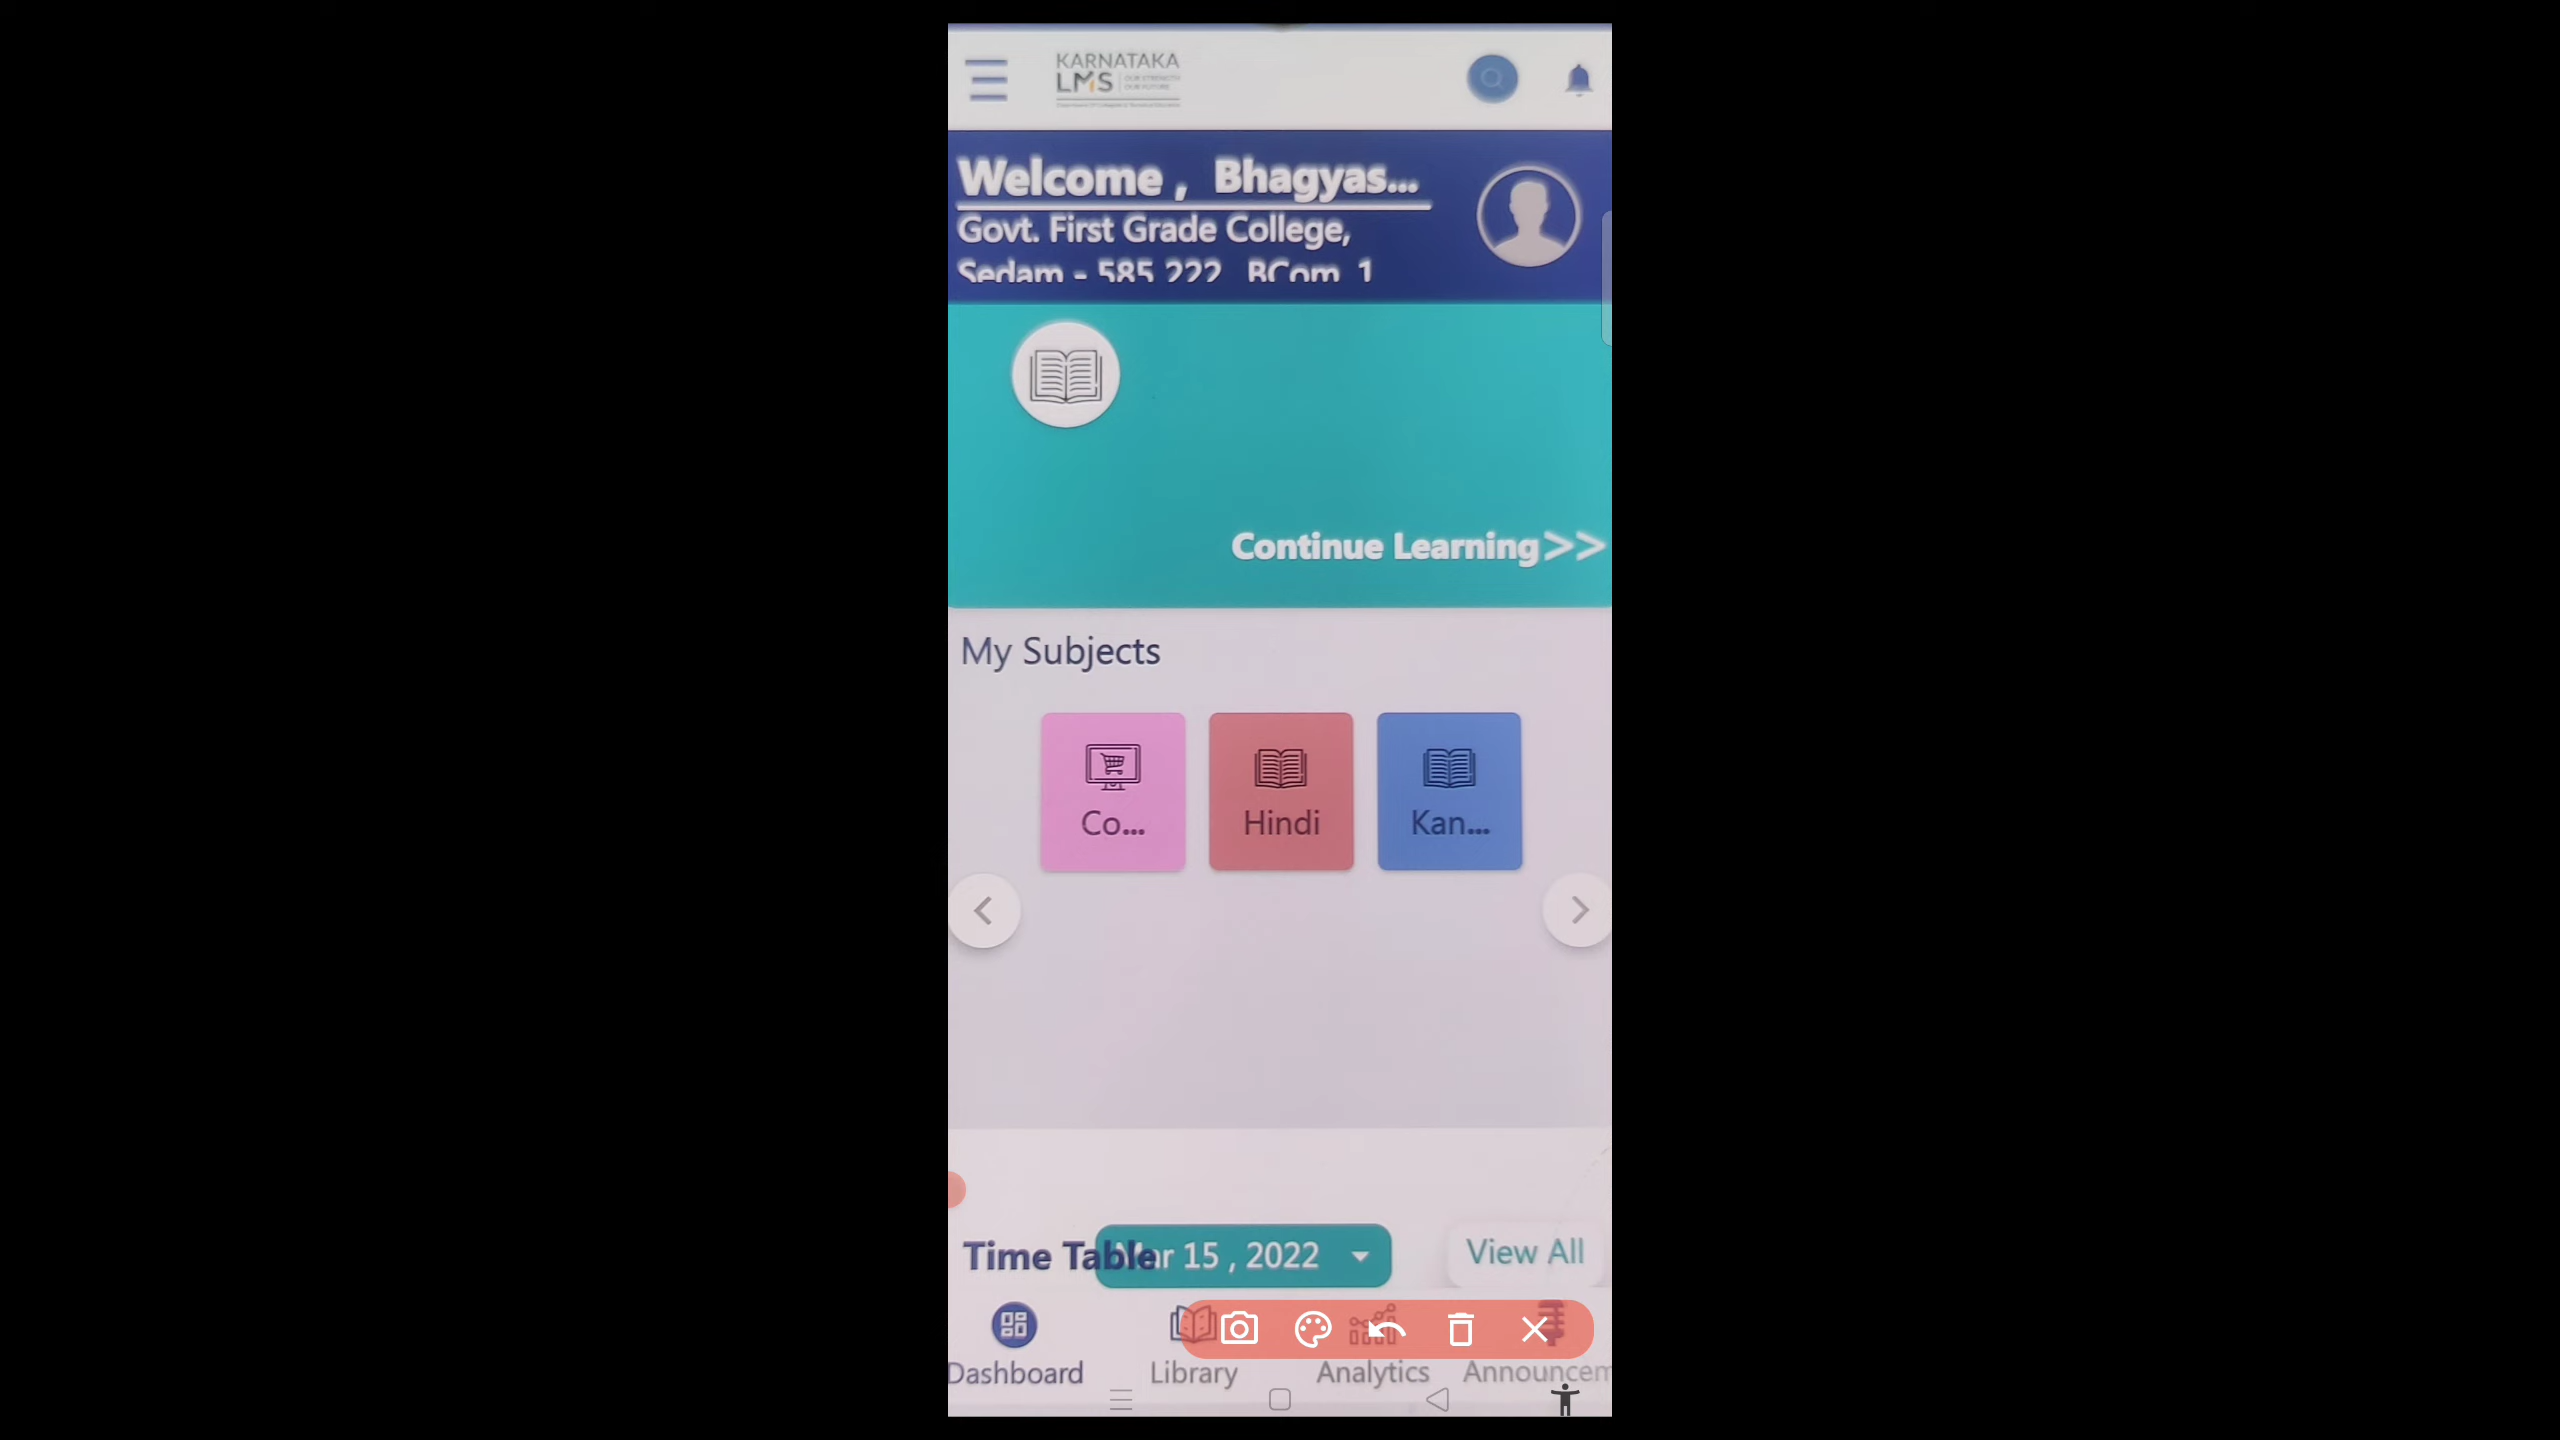 KARNATAKA
LMS
OUR STRENGTH
OUR FUTURE
Welcome , Bhagyas...
Govt. First Grade College,
Sedam - 585 222 BCom 1
Continue Learning>>
My Subjects
Co...
Hindi
Kan...
Time Table
Mar 15 , 2022
View All
Dashboard
Library
Analytics
Announcem